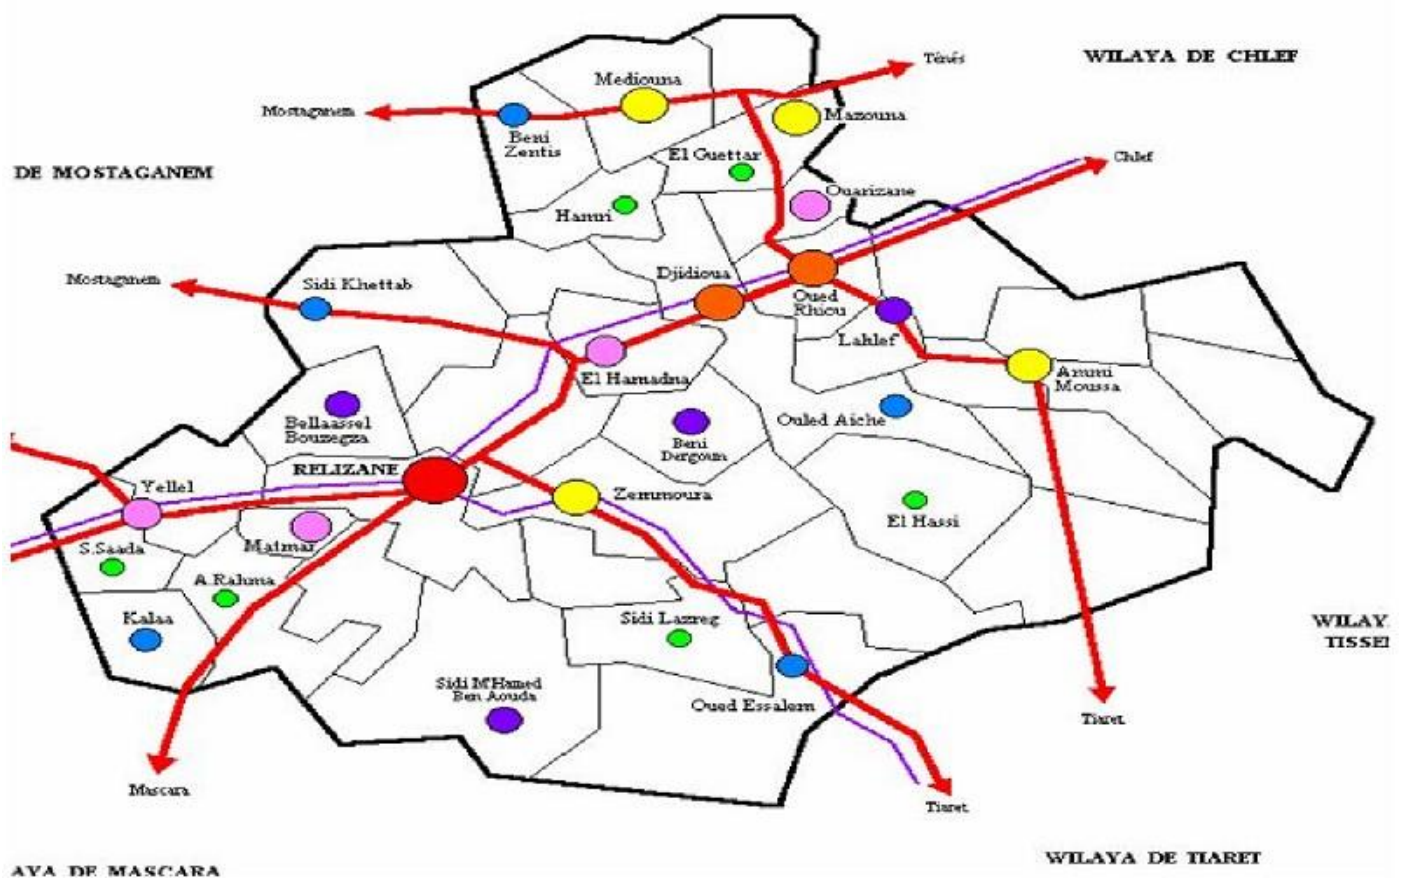 Ténés
WILAYA DE CHLEF
Mediouna
Mostaganem
Mazouna
Beni
Zentis
El Guettar
Chlef
DE MOSTAGANEM
Ouarizane
Hamri
Djidioua
Mostaganem
Sidi Khettab
Oued
Rhiou
Lahlef
El Hamadna
Ammi
Moussa
Bellaassel
Bouzegza
Ouled Aiche
Beni
Dergoun
RELIZANE
Yellel
Zemmoura
El Hassi
S.Saada
Matmar
A.Rahma
Kalaa
Sidi Lazreg
WILAY.
TISSEI
Sidi M'Hamed
Ben Aouda
Oued Essalem
Tiaret
Mascara
Tiaret
WILAYA DE TIARET
AYA DE MASCARA